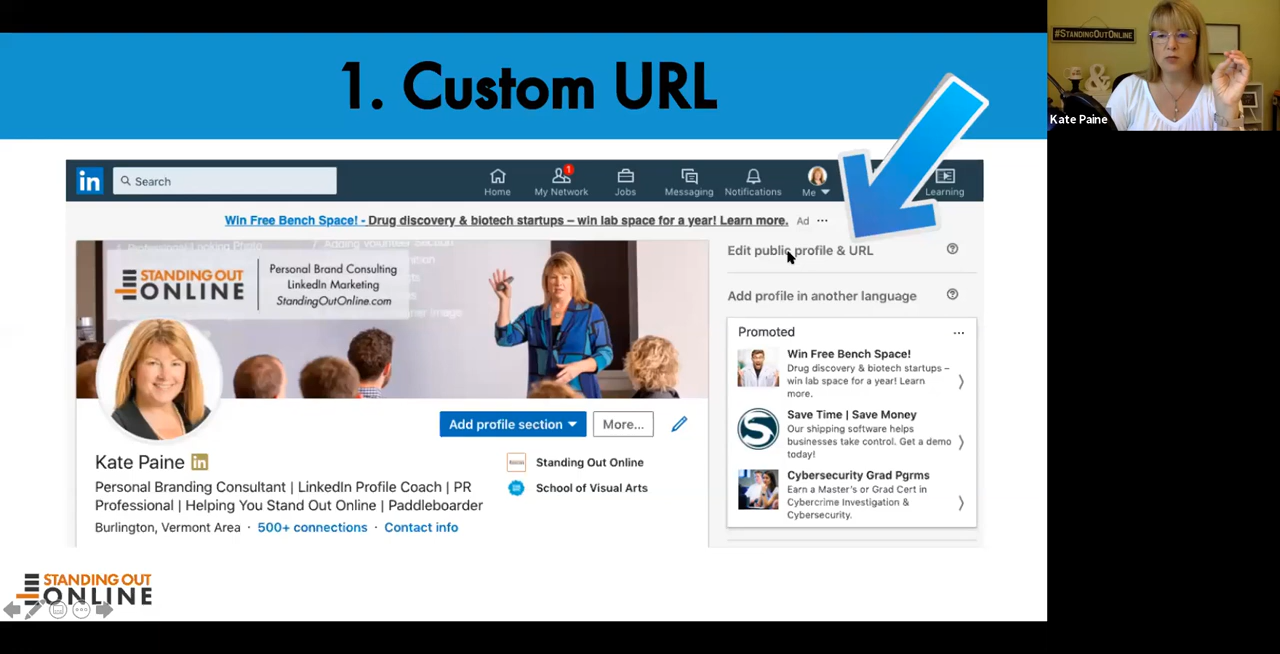 1. Custom URL
#STANDINGOUTONLINE
Kate Paine
in
Search
Home
1
My Network
Jobs
Messaging
Notifications
Me
Learning
Win Free Bench Space! - Drug discovery & biotech startups – win lab space for a year! Learn more. Ad ...
STANDING OUT
ONLINE
Personal Brand Consulting
LinkedIn Marketing
StandingOutOnline.com
Add profile section
More...
Kate Paine in
Personal Branding Consultant | LinkedIn Profile Coach | PR
Professional | Helping You Stand Out Online | Paddleboarder
Burlington, Vermont Area · 500+ connections · Contact info
Standing Out Online
School of Visual Arts
Edit public profile & URL
Add profile in another language
Promoted ...
Win Free Bench Space!
Drug discovery & biotech startups –
win lab space for a year! Learn
more.
Save Time | Save Money
Our shipping software helps
businesses take control. Get a demo
today!
Cybersecurity Grad Pgrms
Earn a Master's or Grad Cert in
Cybercrime Investigation &
Cybersecurity.
STANDING OUT
ONLINE